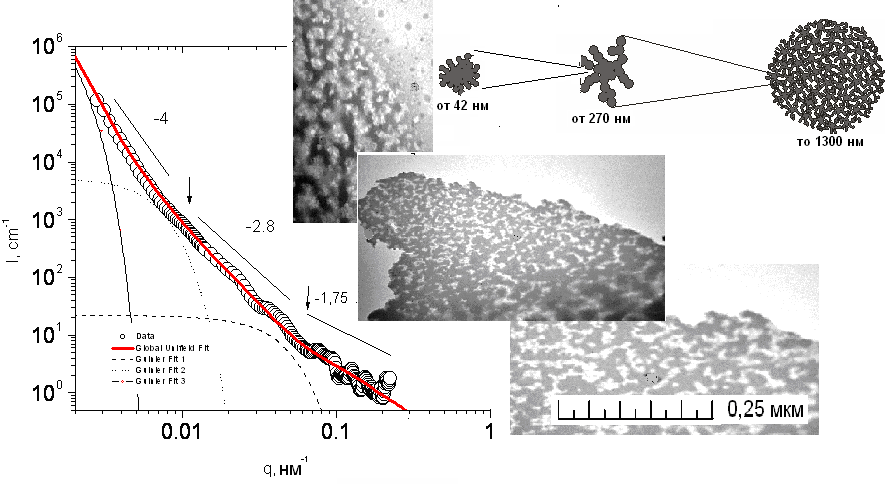 10⁶
10⁵
10⁴
10³
10²
10¹
10⁰
I, cm⁻¹
-4
-2.8
-1,75
Data
Global Unifield Fit
Guinier Fit 1
Guinier Fit 2
Guinier Fit 3
0.01
0.1
1
q, нм⁻¹
от 42 нм
от 270 нм
то 1300 нм
0,25 мкм